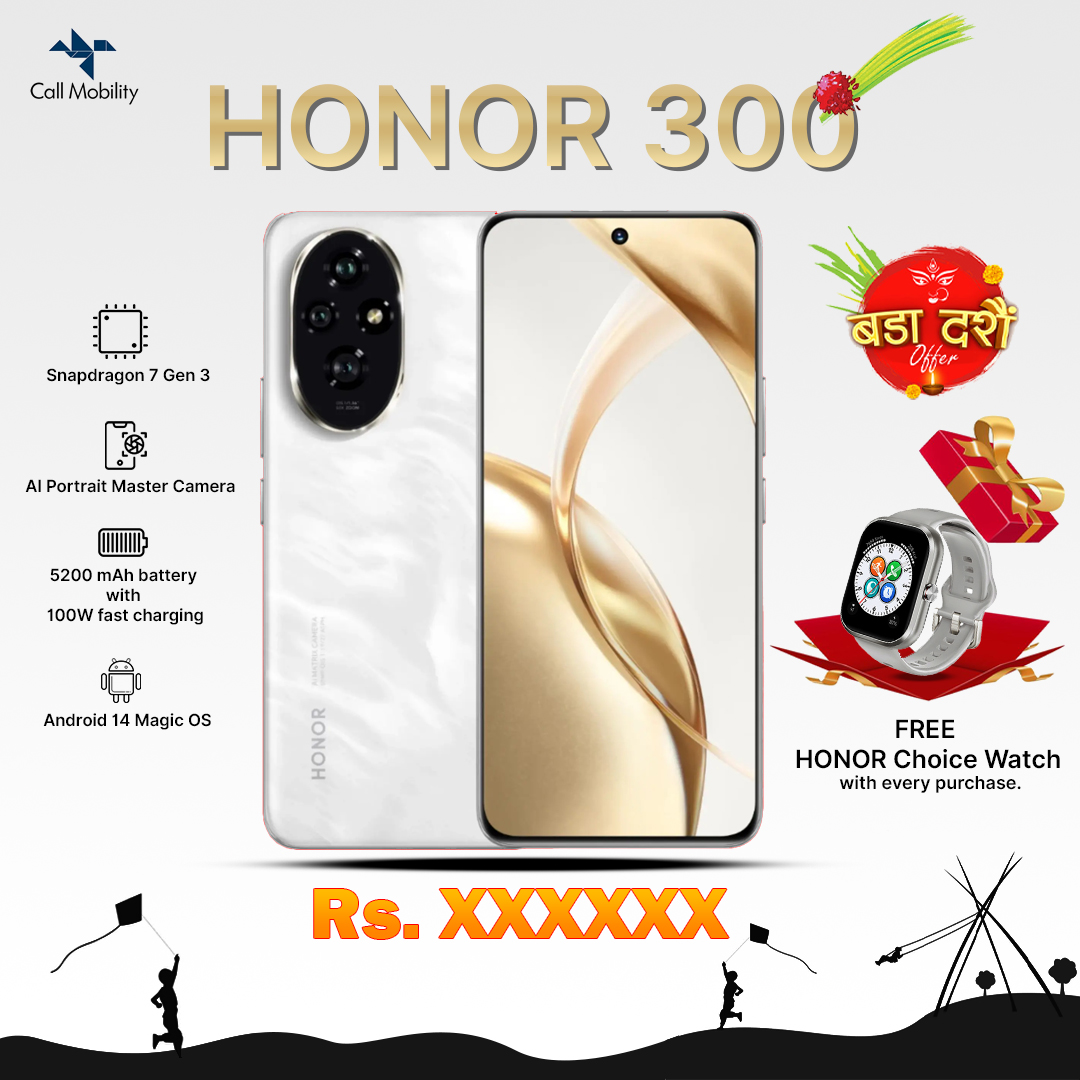 Call Mobility
HONOR 300
Snapdragon 7 Gen 3
AI Portrait Master Camera
5200 mAh battery
with
100W fast charging
Android 14 Magic OS
HONOR
बडा दशैं
Offer
FREE
HONOR Choice Watch
with every purchase.
Rs. XXXXXX